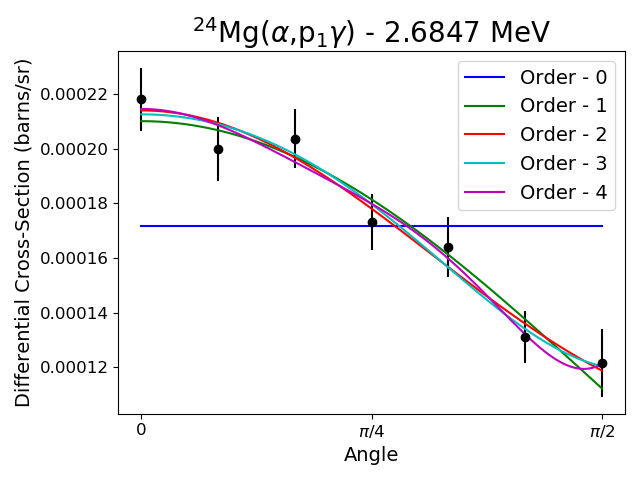 ²⁴Mg(α,p₁γ) - 2.6847 MeV
Differential Cross-Section (barns/sr)
0.00022
0.00020
0.00018
0.00016
0.00014
0.00012
Order - 0
Order - 1
Order - 2
Order - 3
Order - 4
0
π/4
π/2
Angle